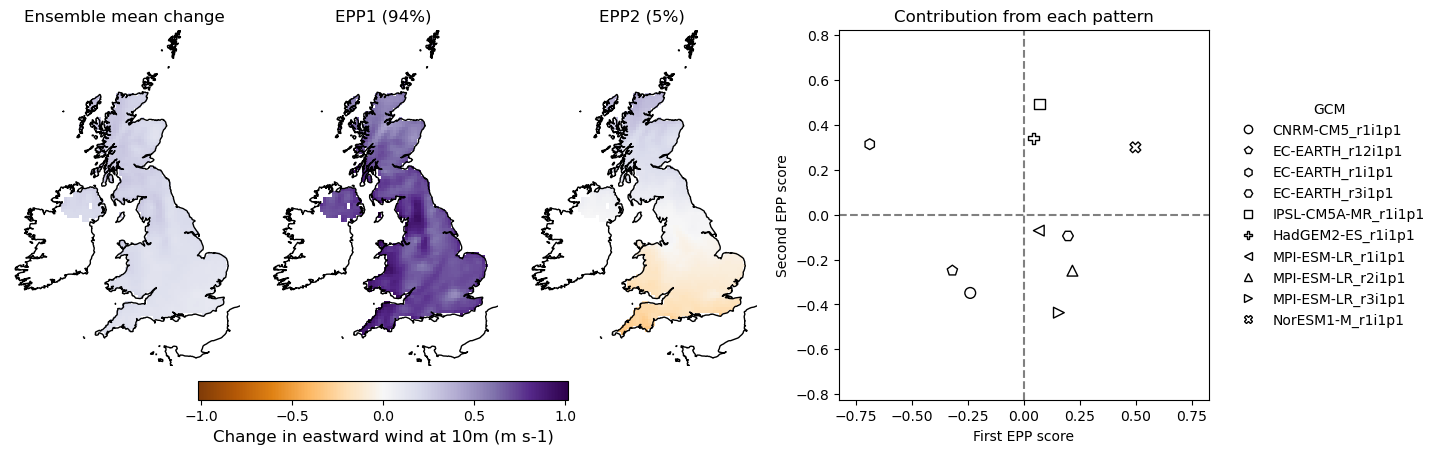 Ensemble mean change
EPP1 (94%)
EPP2 (5%)
−1.0 −0.5 0.0 0.5 1.0
Change in eastward wind at 10m (m s-1)
Contribution from each pattern
Second EPP score
0.8
0.6
0.4
0.2
0.0
−0.2
−0.4
−0.6
−0.8
−0.75 −0.50 −0.25 0.00 0.25 0.50 0.75
First EPP score
GCM
CNRM-CM5_r1i1p1
EC-EARTH_r12i1p1
EC-EARTH_r1i1p1
EC-EARTH_r3i1p1
IPSL-CM5A-MR_r1i1p1
HadGEM2-ES_r1i1p1
MPI-ESM-LR_r1i1p1
MPI-ESM-LR_r2i1p1
MPI-ESM-LR_r3i1p1
NorESM1-M_r1i1p1